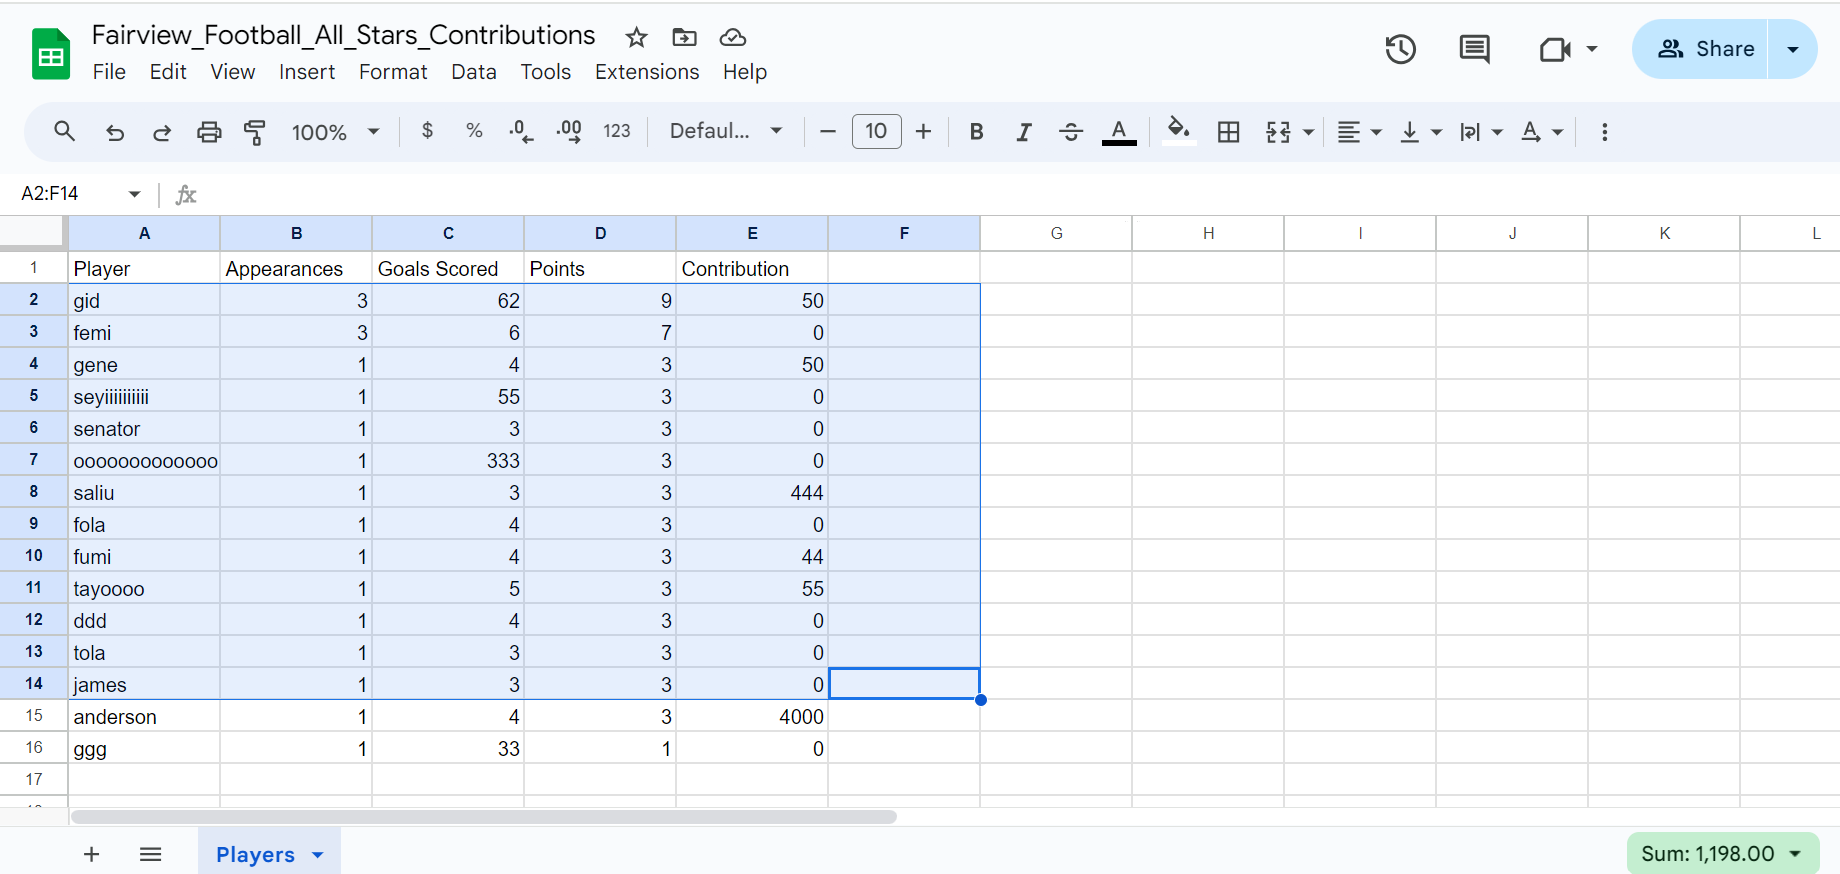 Fairview_Football_All_Stars_Contributions
File Edit View Insert Format Data Tools Extensions Help
Share
100% $ % .0 .00 123 Defaul... 10 B I A A
A2:F14 fx
A B C D E F G H I J K L
1 Player Appearances Goals Scored Points Contribution
2 gid 3 62 9 50
3 femi 3 6 7 0
4 gene 1 4 3 50
5 seyiiiiiiiiii 1 55 3 0
6 senator 1 3 3 0
7 ooooooooooooo 1 333 3 0
8 saliu 1 3 3 444
9 fola 1 4 3 0
10 fumi 1 4 3 44
11 tayoooo 1 5 3 55
12 ddd 1 4 3 0
13 tola 1 3 3 0
14 james 1 3 3 0
15 anderson 1 4 3 4000
16 ggg 1 33 1 0
17
Players
Sum: 1,198.00